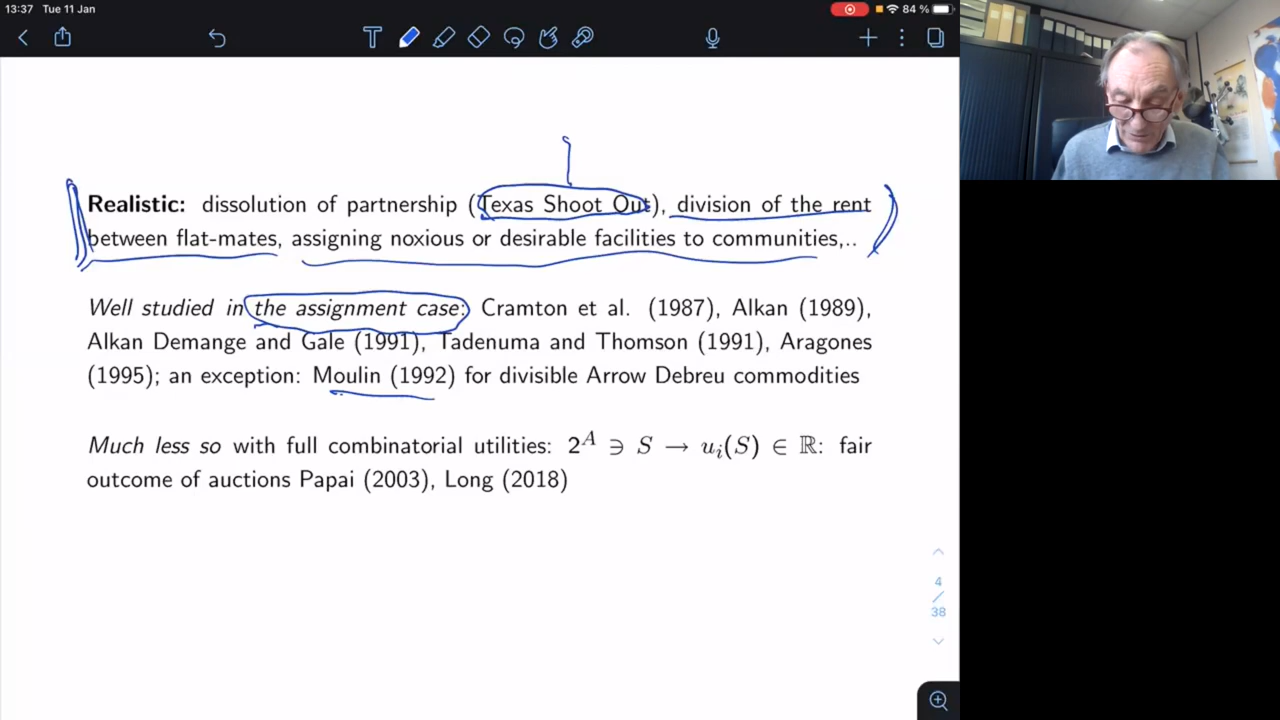 13:37 Tue 11 Jan
84 %
T
Realistic: dissolution of partnership (Texas Shoot Out), division of the rent
between flat-mates, assigning noxious or desirable facilities to communities,..
Well studied in the assignment case: Cramton et al. (1987), Alkan (1989),
Alkan Demange and Gale (1991), Tadenuma and Thomson (1991), Aragones
(1995); an exception: Moulin (1992) for divisible Arrow Debreu commodities
Much less so with full combinatorial utilities: 2^A ∋ S → u_i(S) ∈ ℝ: fair
outcome of auctions Papai (2003), Long (2018)
4
/
38